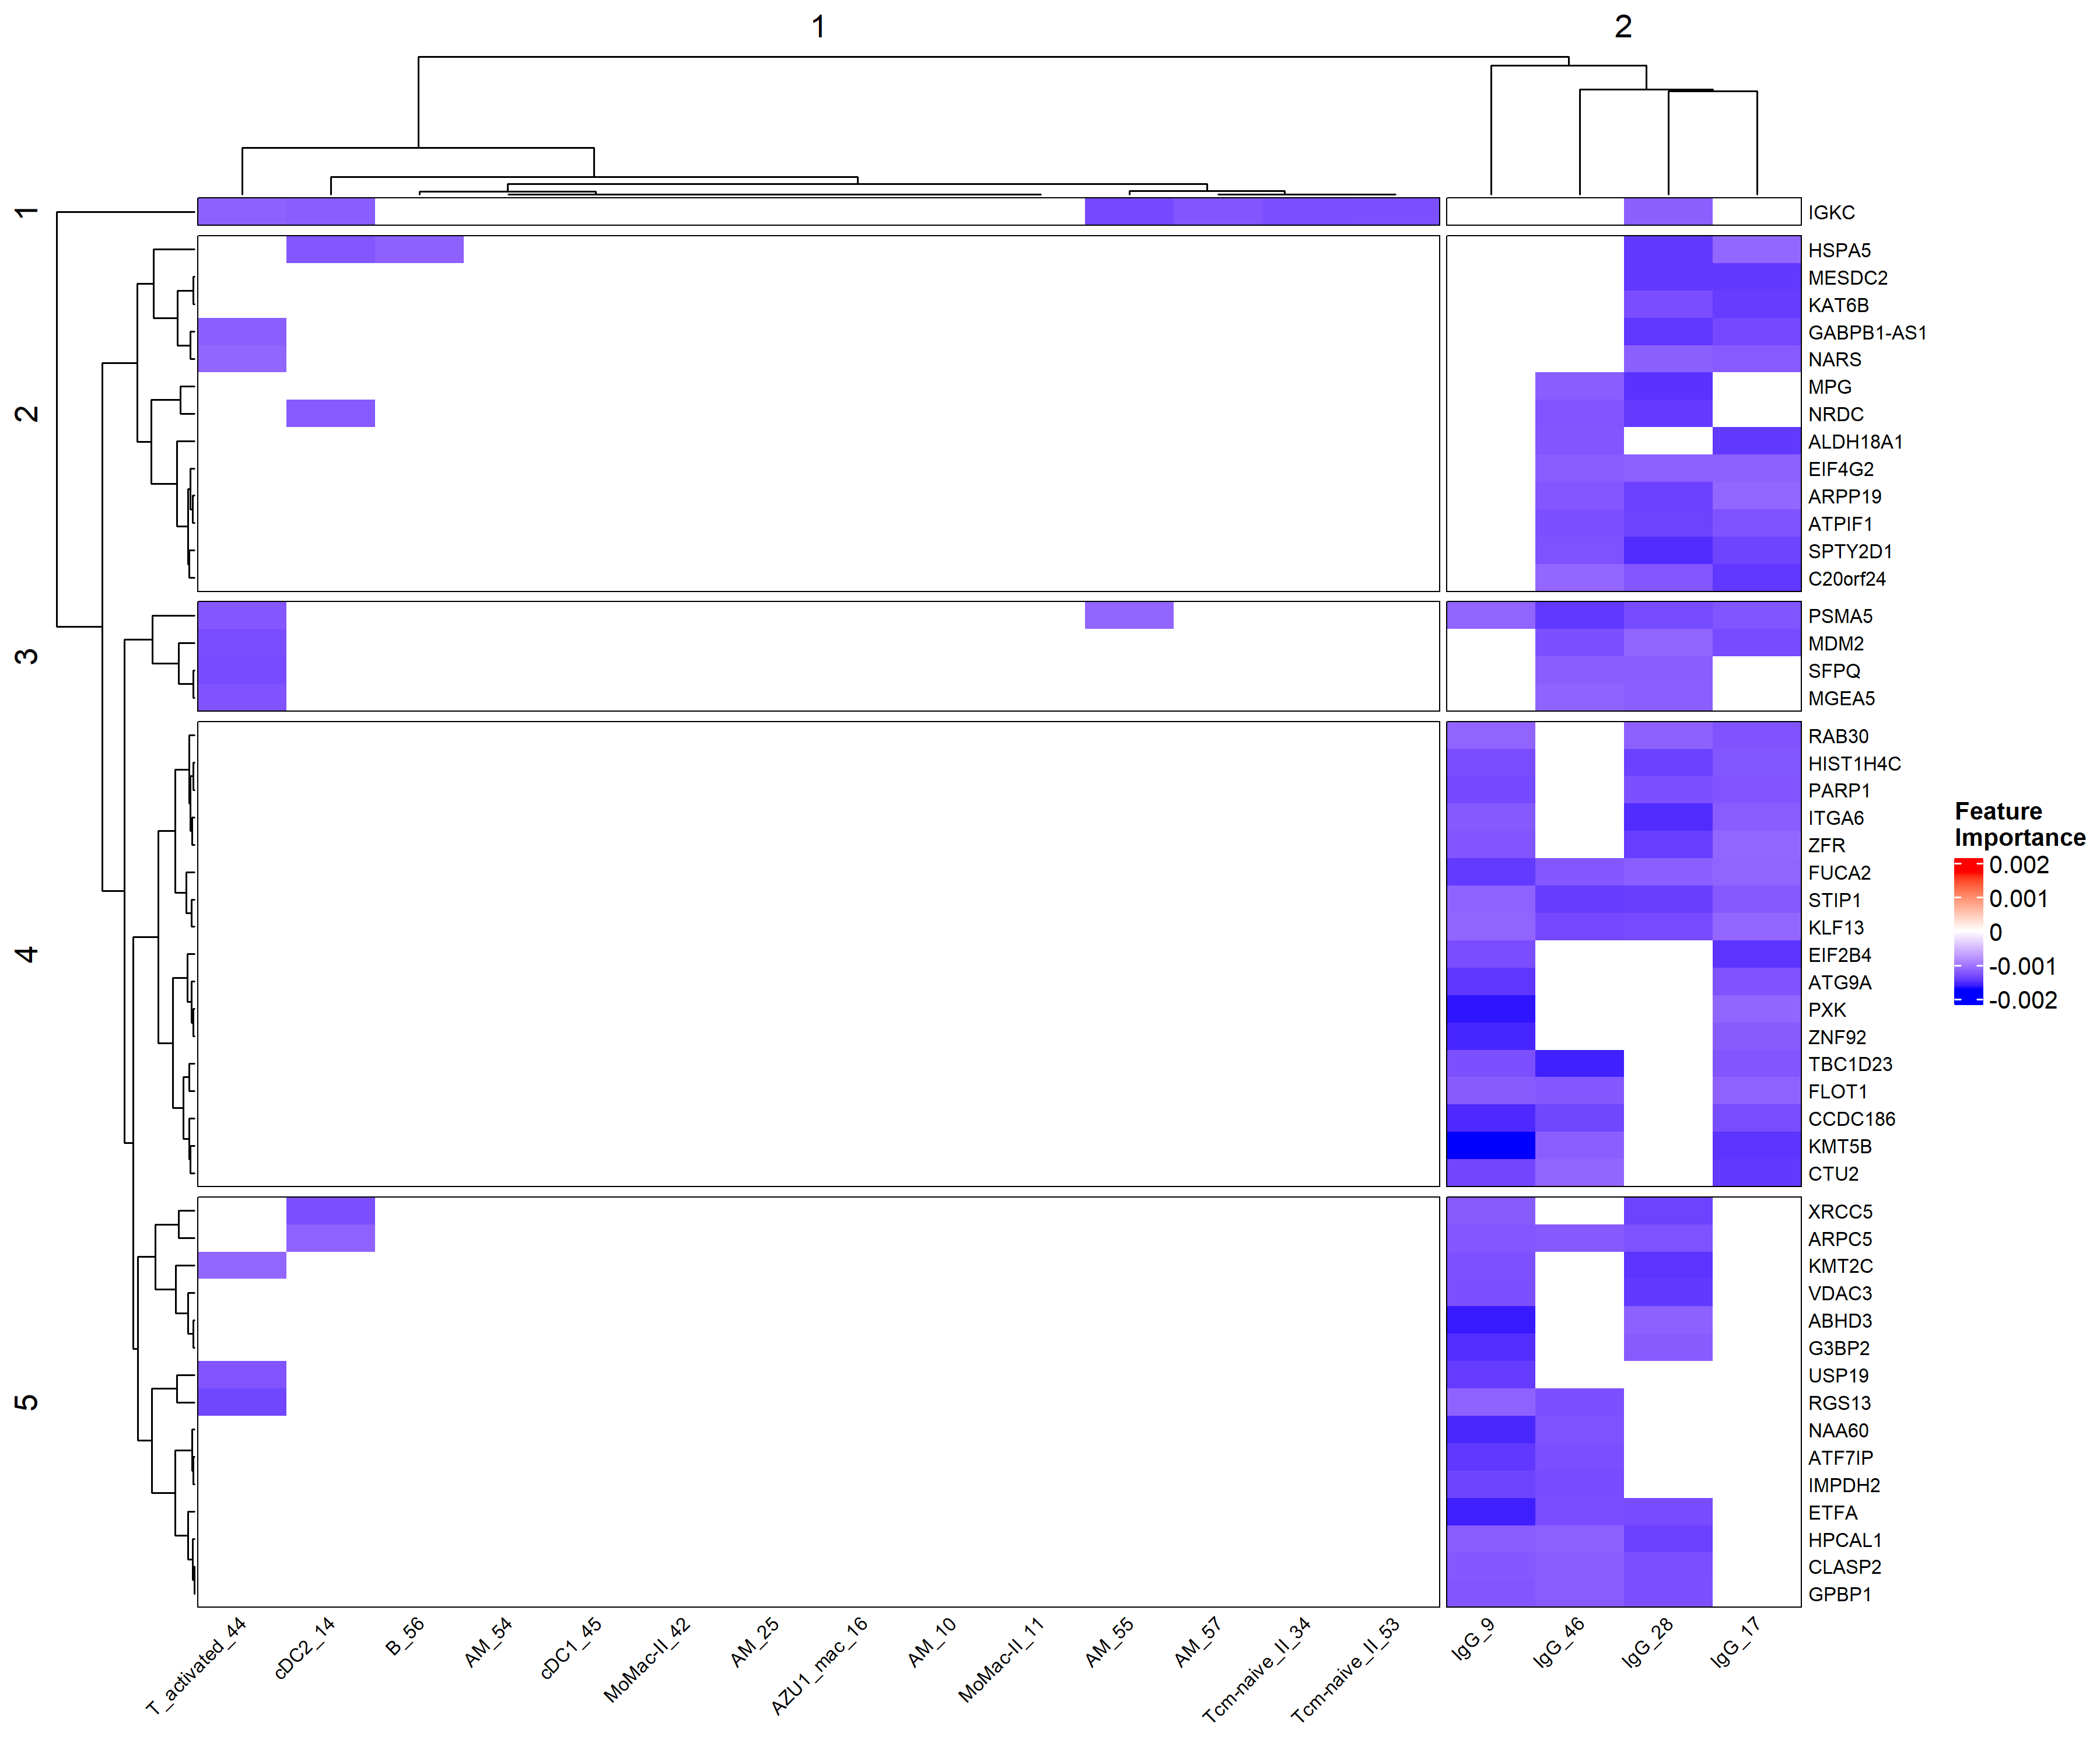 1
2
1
IGKC
HSPA5
MESDC2
KAT6B
GABPB1-AS1
NARS
MPG
2
NRDC
ALDH18A1
EIF4G2
ARPP19
ATPIF1
SPTY2D1
C20orf24
PSMA5
3
MDM2
SFPQ
MGEA5
RAB30
HIST1H4C
PARP1
ITGA6
ZFR
FUCA2
STIP1
KLF13
4
EIF2B4
ATG9A
PXK
ZNF92
TBC1D23
FLOT1
CCDC186
KMT5B
CTU2
XRCC5
ARPC5
KMT2C
VDAC3
ABHD3
G3BP2
USP19
5
RGS13
NAA60
ATF7IP
IMPDH2
ETFA
HPCAL1
CLASP2
GPBP1
Feature
Importance
0.002
0.001
0
-0.001
-0.002
T_activated_44
cDC2_14
B_56
AM_54
cDC1_45
MoMac-II_42
AM_25
AZU1_mac_16
AM_10
MoMac-II_11
AM_55
AM_57
Tcm-naive_II_34
Tcm-naive_II_53
IgG_9
IgG_46
IgG_28
IgG_17